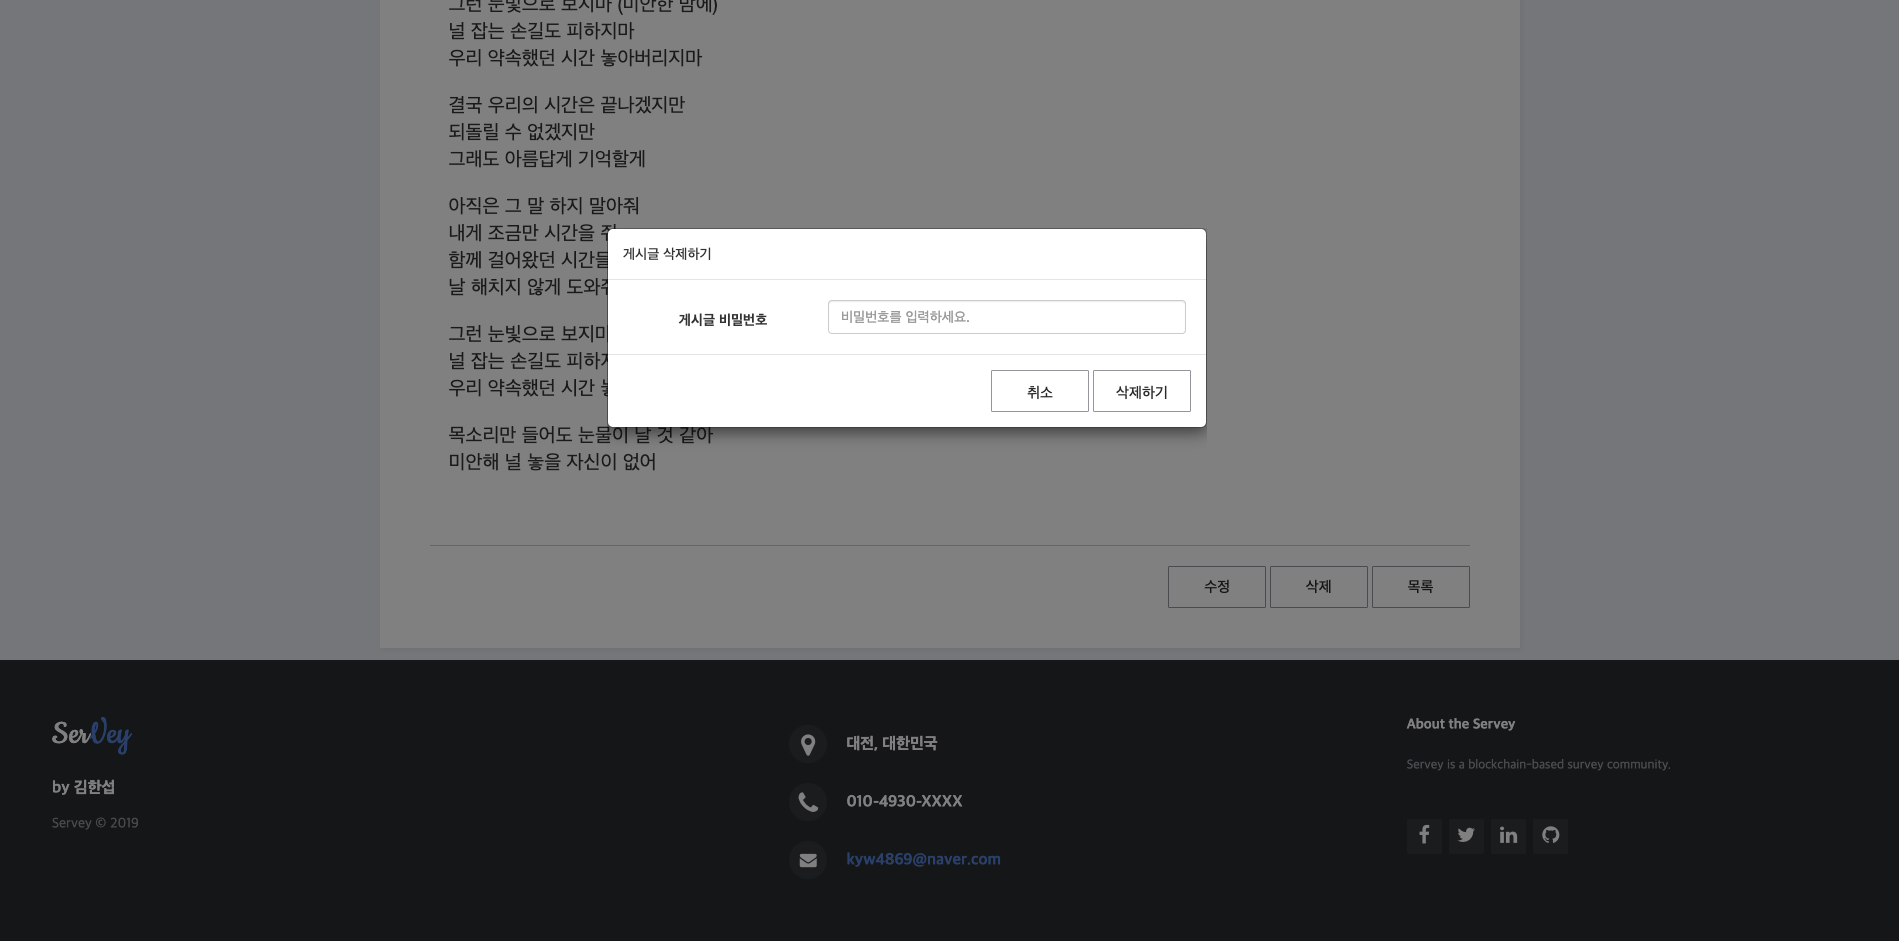 그런 눈빛으로 보지마 (미안한 맘에)
널 잡는 손길도 피하지마
우리 약속했던 시간 놓아버리지마
결국 우리의 시간은 끝나겠지만
되돌릴 수 없겠지만
그래도 아름답게 기억할게
아직은 그 말 하지 말아줘
내게 조금만 시간을
함께 걸어왔던 시간들
날 해치지 않게 도와줘
그런 눈빛으로 보지마
널 잡는 손길도 피하지
우리 약속했던 시간
목소리만 들어도 눈물이 날 것 같아
미안해 널 놓을 자신이 없어
게시글 삭제하기
게시글 비밀번호
비밀번호를 입력하세요.
취소 삭제하기
수정 삭제 목록
SerVey
by 김한섭
Servey © 2019
대전, 대한민국
010-4930-XXXX
kyw4869@naver.com
About the Servey
Servey is a blockchain-based survey community.